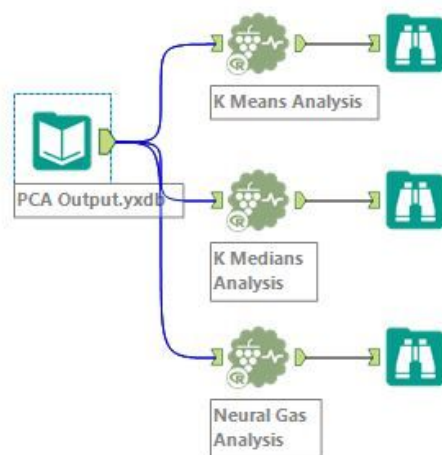 K Means Analysis
PCA Output.yxdb
K Medians
Analysis
Neural Gas
Analysis